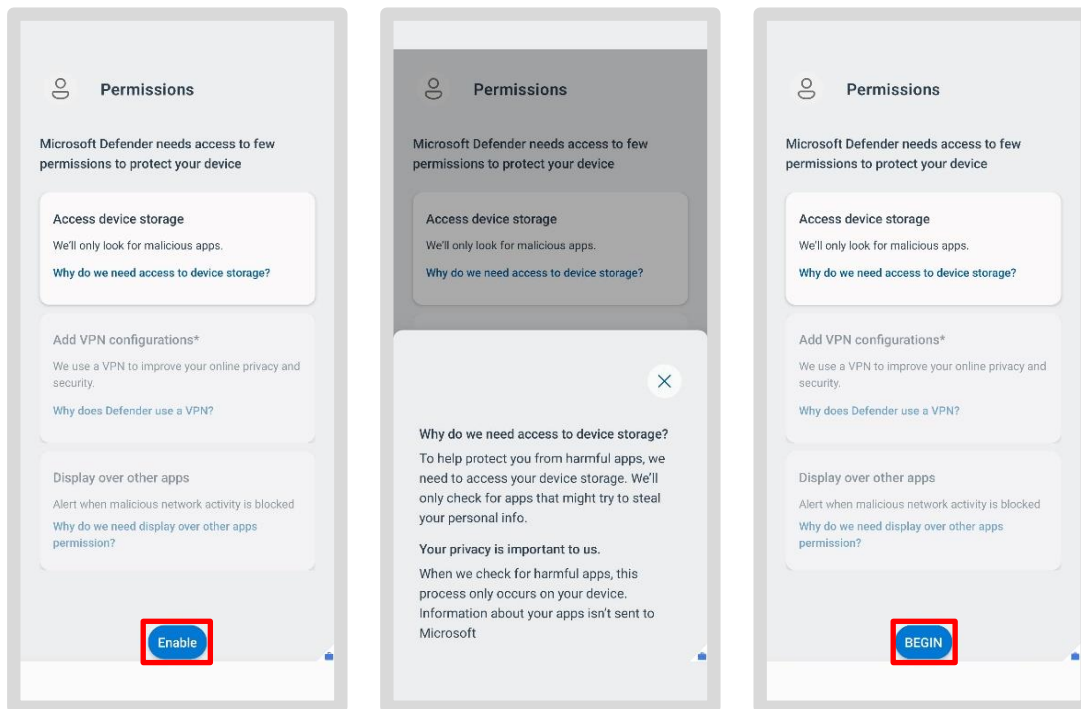 Permissions
Microsoft Defender needs access to few
permissions to protect your device
Access device storage
We'll only look for malicious apps.
Why do we need access to device storage?
Add VPN configurations*
We use a VPN to improve your online privacy and
security.
Why does Defender use a VPN?
Display over other apps
Alert when malicious network activity is blocked
Why do we need display over other apps
permission?
Enable
Permissions
Microsoft Defender needs access to few
permissions to protect your device
Access device storage
We'll only look for malicious apps.
Why do we need access to device storage?
Why do we need access to device storage?
To help protect you from harmful apps, we
need to access your device storage. We'll
only check for apps that might try to steal
your personal info.
Your privacy is important to us.
When we check for harmful apps, this
process only occurs on your device.
Information about your apps isn't sent to
Microsoft
Permissions
Microsoft Defender needs access to few
permissions to protect your device
Access device storage
We'll only look for malicious apps.
Why do we need access to device storage?
Add VPN configurations*
We use a VPN to improve your online privacy and
security.
Why does Defender use a VPN?
Display over other apps
Alert when malicious network activity is blocked
Why do we need display over other apps
permission?
BEGIN